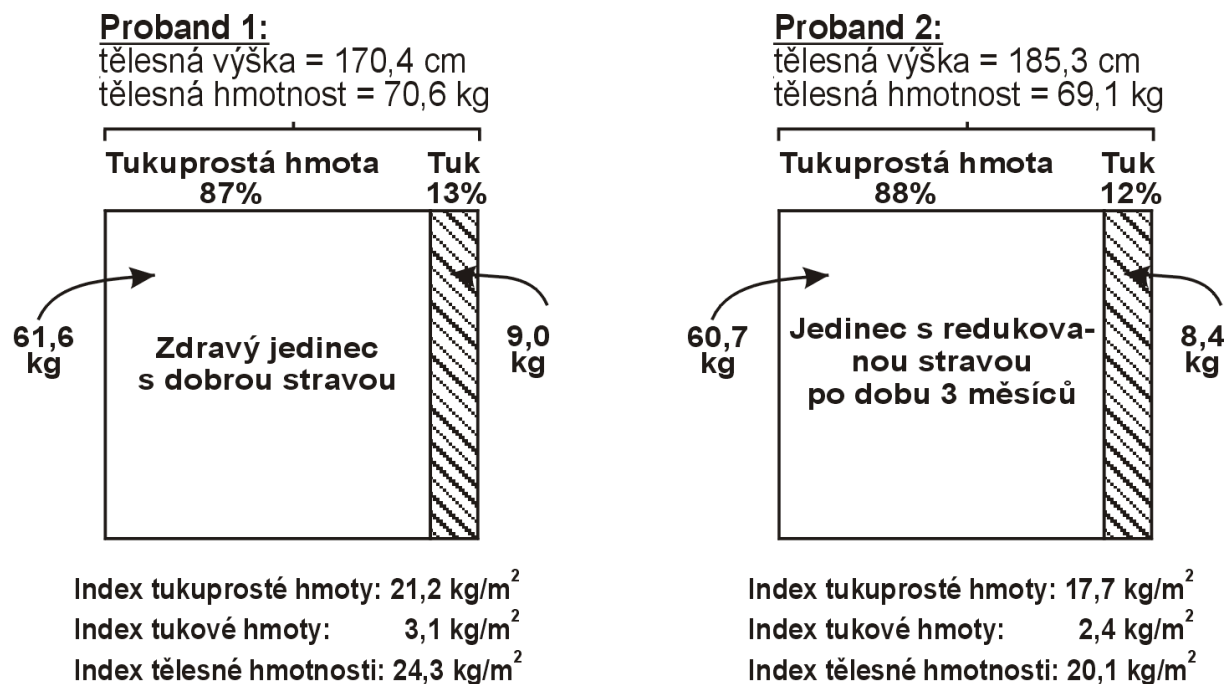 Proband 1:
tělesná výška = 170,4 cm
tělesná hmotnost = 70,6 kg
Tukuprostá hmota Tuk
87% 13%
61,6
kg
Zdravý jedinec
s dobrou stravou
9,0
kg
Index tukuprosté hmoty: 21,2 kg/m²
Index tukové hmoty: 3,1 kg/m²
Index tělesné hmotnosti: 24,3 kg/m²
Proband 2:
tělesná výška = 185,3 cm
tělesná hmotnost = 69,1 kg
Tukuprostá hmota Tuk
88% 12%
60,7
kg
Jedinec s redukova-
nou stravou
po dobu 3 měsíců
8,4
kg
Index tukuprosté hmoty: 17,7 kg/m²
Index tukové hmoty: 2,4 kg/m²
Index tělesné hmotnosti: 20,1 kg/m²